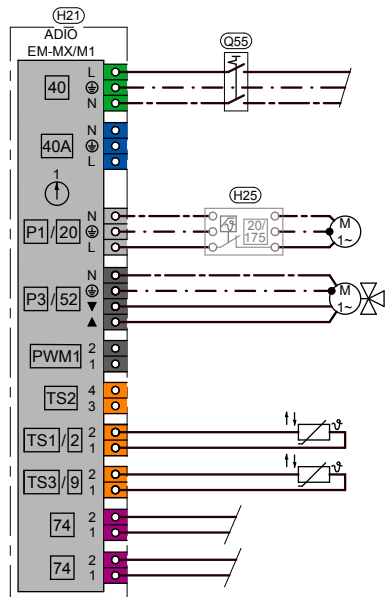 H21
ADIO
EM-MX/M1
Q55
40
L
N
40A
N
L
1
H25
P1/20
N
L
20/
175
M
1~
P3/52
N
▼
▲
M
1~
PWM1
2
1
TS2
4
3
TS1/2
2
1
ϑ
TS3/9
2
1
ϑ
74
2
1
74
2
1